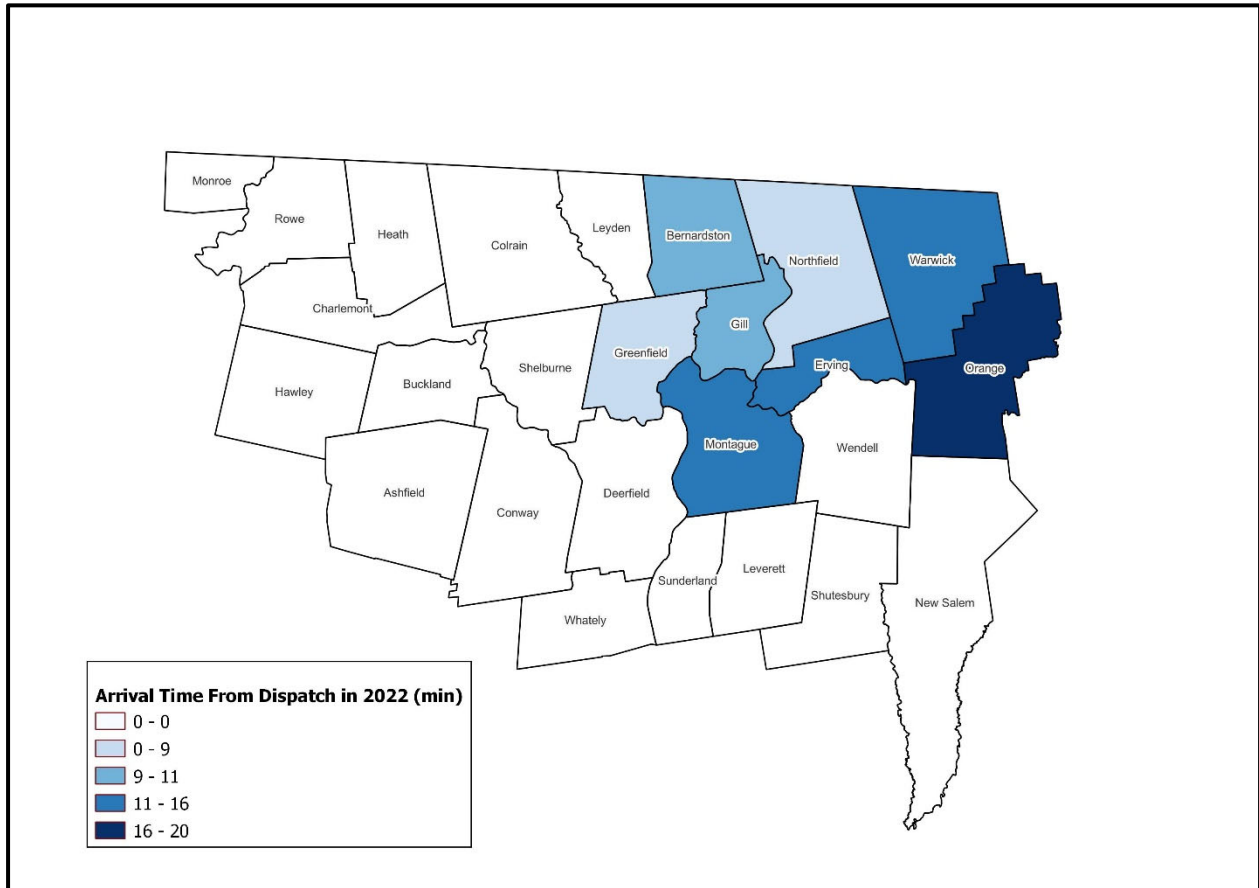 Monroe
Rowe
Heath
Colrain
Leyden
Bernardston
Northfield
Warwick
Charlemont
Gill
Greenfield
Erving
Orange
Shelburne
Buckland
Hawley
Montague
Wendell
Ashfield
Deerfield
Conway
Sunderland
Leverett
Shutesbury
New Salem
Whately
Arrival Time From Dispatch in 2022 (min)
0 - 0
0 - 9
9 - 11
11 - 16
16 - 20